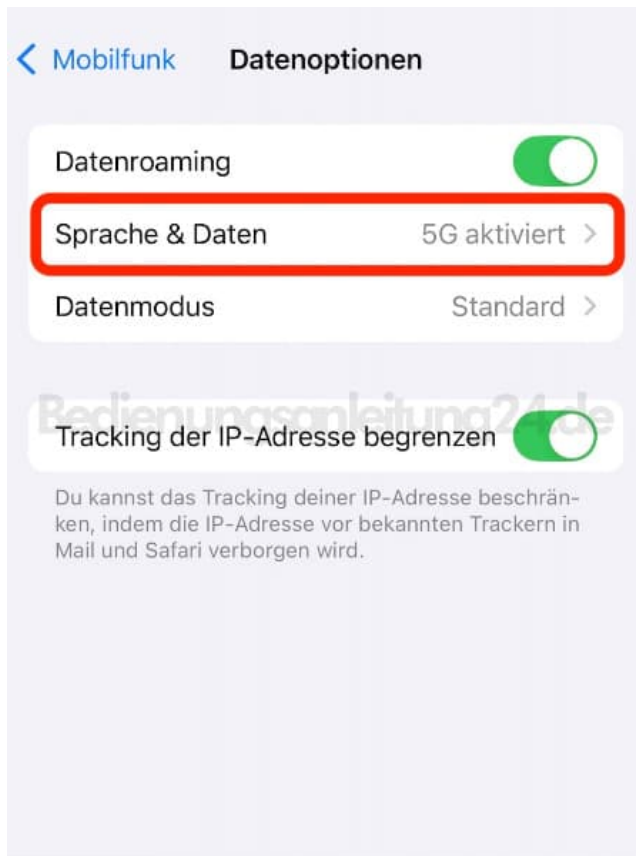 Mobilfunk Datenoptionen
Datenroaming
Sprache & Daten 5G aktiviert
Datenmodus Standard
Bedienungsanleitung24.de
Tracking der IP-Adresse begrenzen
Du kannst das Tracking deiner IP-Adresse beschrän-
ken, indem die IP-Adresse vor bekannten Trackern in
Mail und Safari verborgen wird.